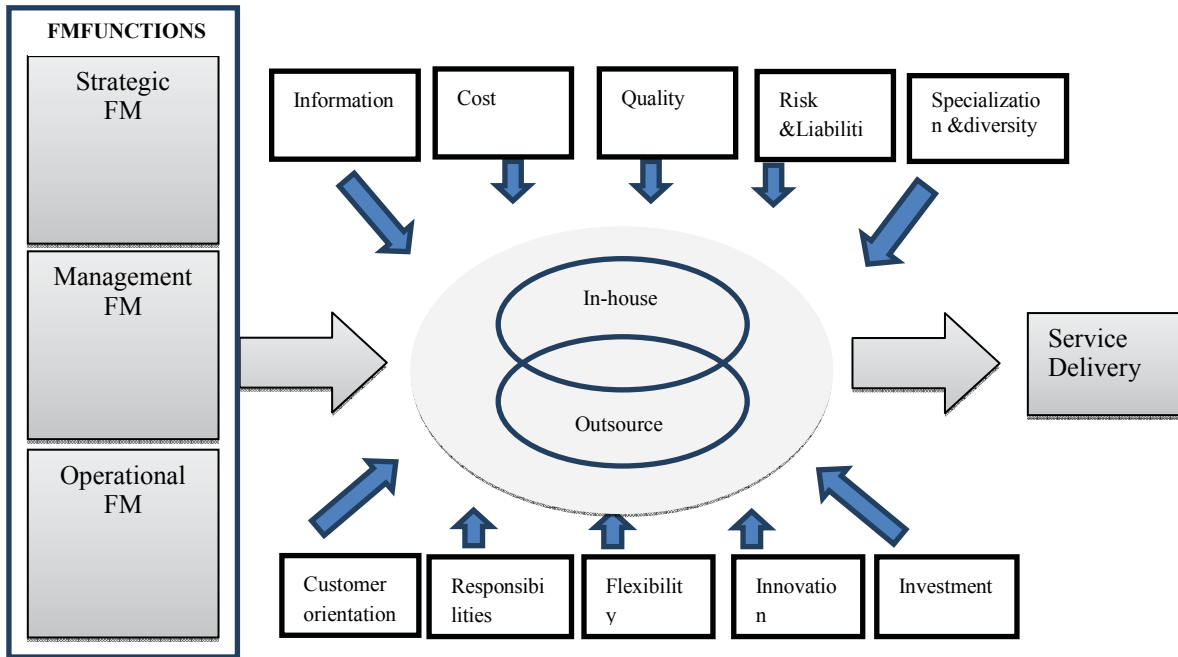 FMFUNCTIONS
Strategic
FM
Management
FM
Operational
FM
Information
Cost
Quality
Risk
&Liabiliti
Specializatio
n &diversity
In-house
Outsource
Service
Delivery
Customer
orientation
Responsibi
lities
Flexibilit
y
Innovatio
n
Investment